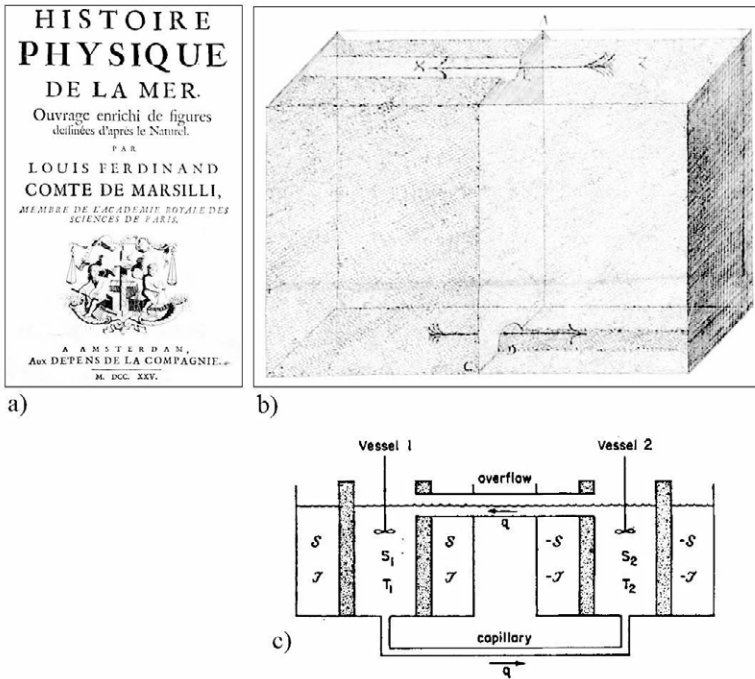 HISTOIRE
PHYSIQUE
DE LA MER.
Ouvrage enrichi de figures
dessinées d'après le Naturel.
PAR
LOUIS FERDINAND
COMTE DE MARSILLI,
MEMBRE DE L'ACADEMIE ROYALE DES
SCIENCES DE PARIS.
A AMSTERDAM,
Aux DE'PENS DE LA COMPAGNIE.
M. DCC. XXV.
a)
b)
C
Vessel 1
Vessel 2
overflow
q
S
S₁
S
-S
S₂
-S
T
T₁
T
-T
T₂
-T
c)
capillary
q